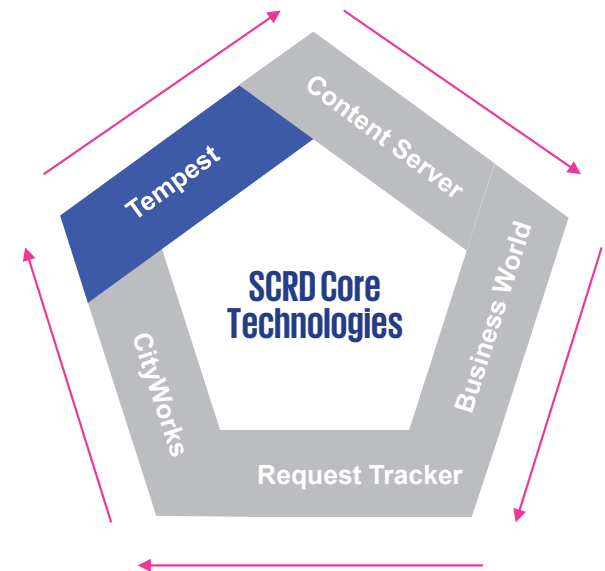 Content Server
Tempest
SCRD Core
Technologies
Business World
CityWorks
Request Tracker